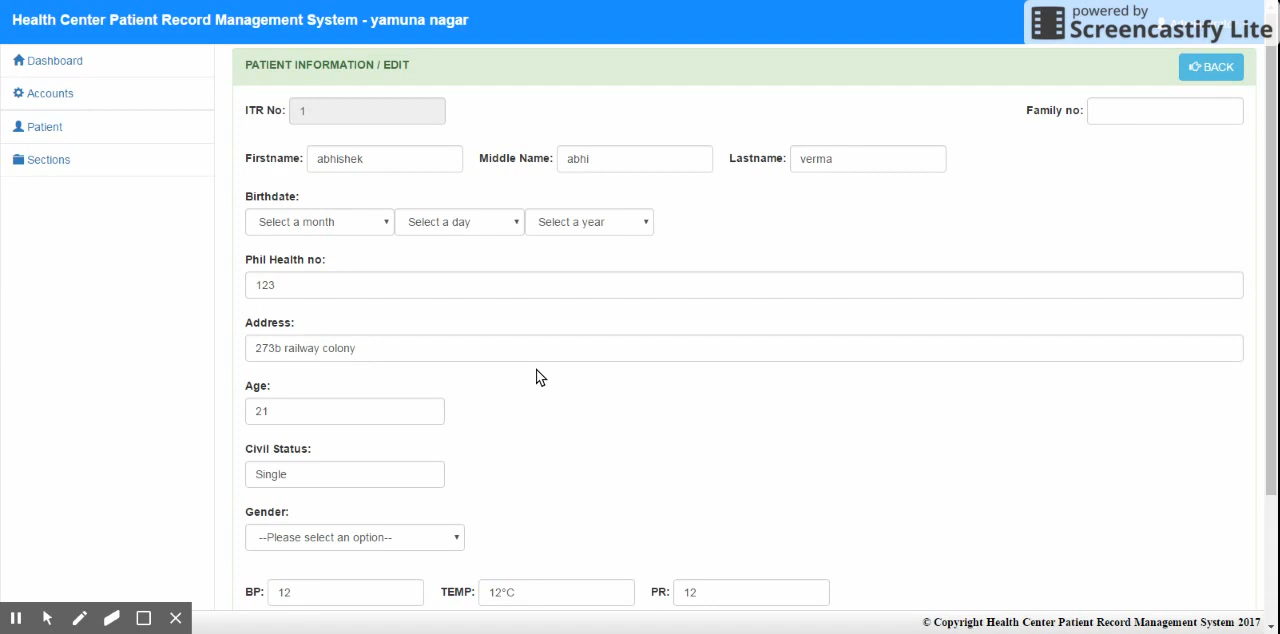 Health Center Patient Record Management System - yamuna nagar
powered by
Screencastify Lite
Dashboard
Accounts
Patient
Sections
PATIENT INFORMATION / EDIT
BACK
ITR No: 1
Family no:
Firstname: abhishek Middle Name: abhi Lastname: verma
Birthdate:
Select a month Select a day Select a year
Phil Health no:
123
Address:
273b railway colony
Age:
21
Civil Status:
Single
Gender:
--Please select an option--
BP: 12 TEMP: 12°C PR: 12
© Copyright Health Center Patient Record Management System 2017